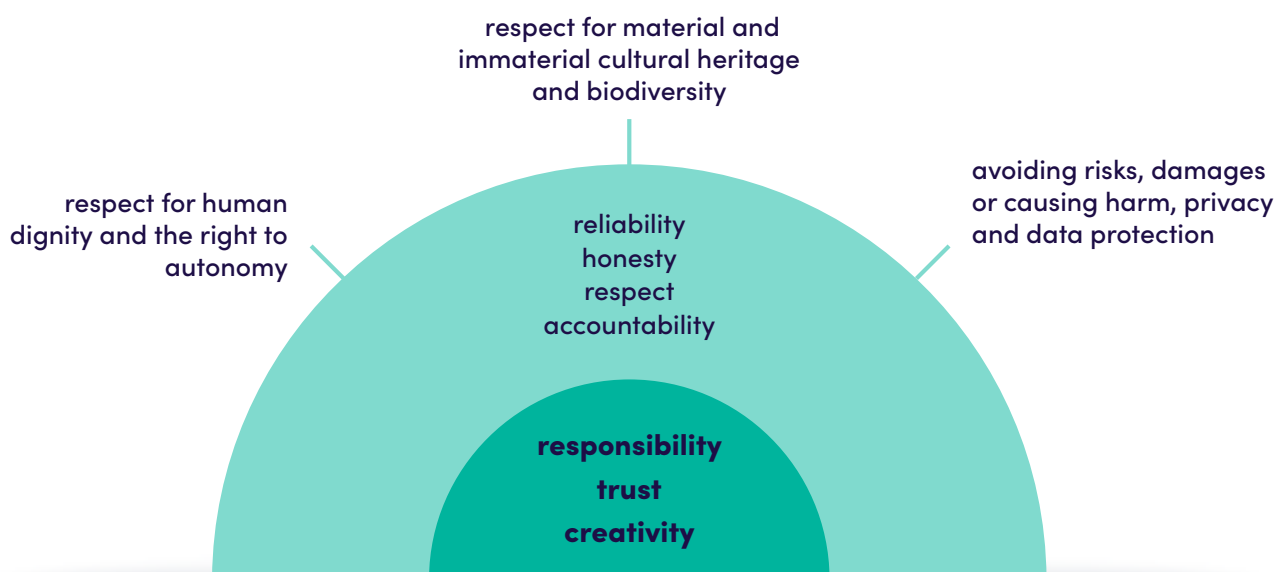 respect for material and
immaterial cultural heritage
and biodiversity
respect for human
dignity and the right to
autonomy
avoiding risks, damages
or causing harm, privacy
and data protection
reliability
honesty
respect
accountability
responsibility
trust
creativity